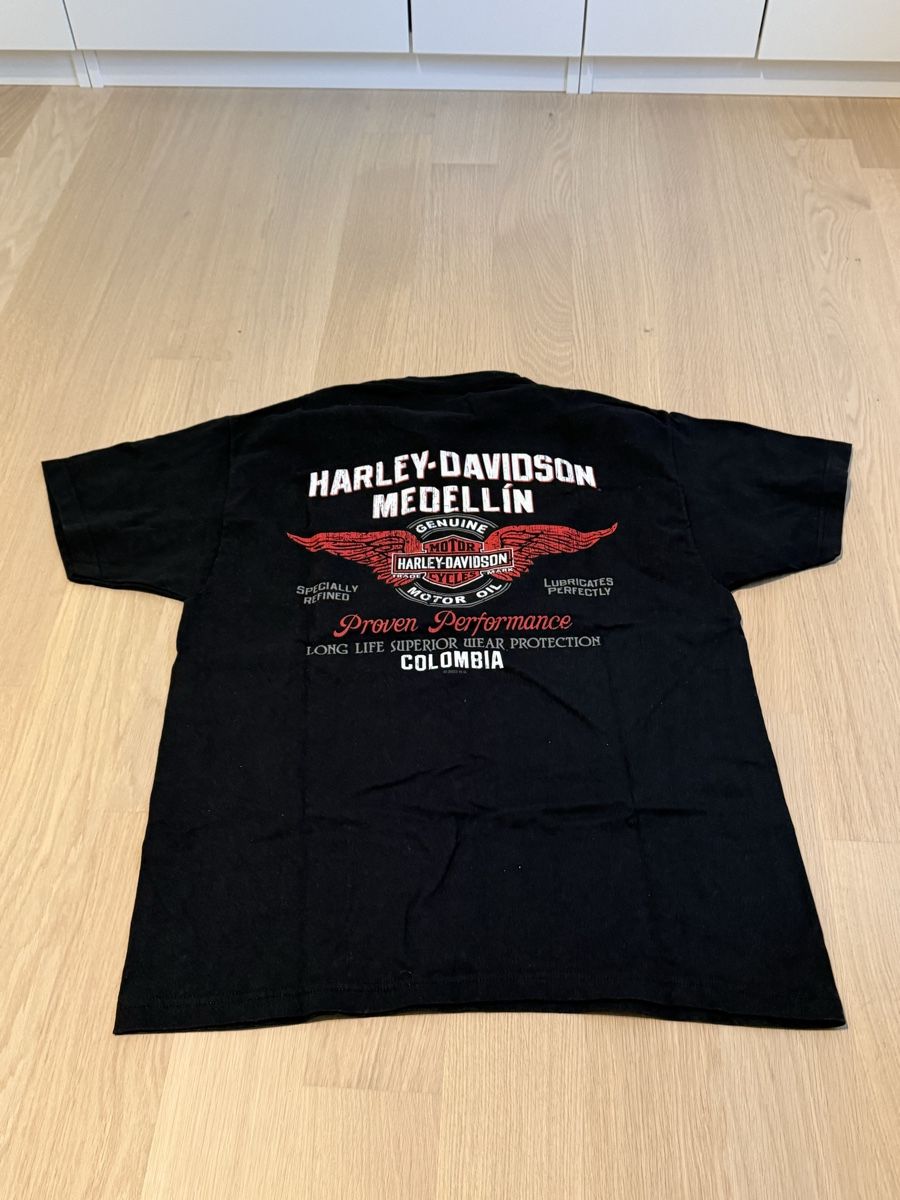 HARLEY-DAVIDSON
MEDELLÍN
GENUINE
MOTOR
HARLEY-DAVIDSON
CYCLES
TRADE MARK
MOTOR OIL
SPECIALLY
REFINED
LUBRICATES
PERFECTLY
Proven Performance
LONG LIFE SUPERIOR WEAR PROTECTION
COLOMBIA